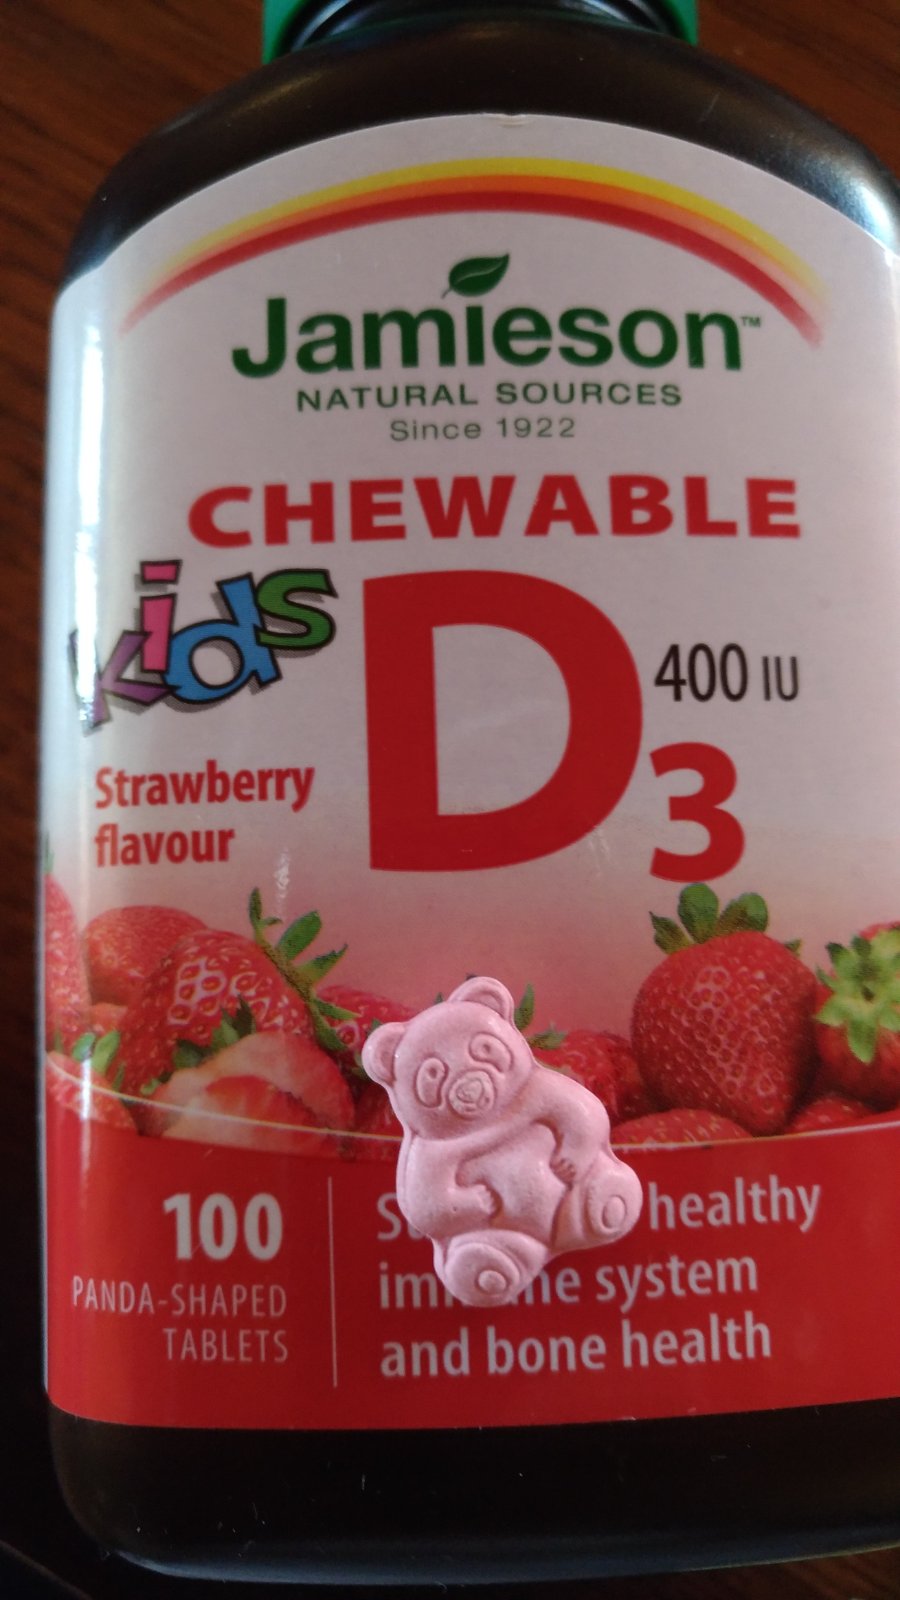 Jamieson™
NATURAL SOURCES
Since 1922
CHEWABLE
kids
D3
400 IU
Strawberry
flavour
100
PANDA-SHAPED
TABLETS
healthy
system
and bone health